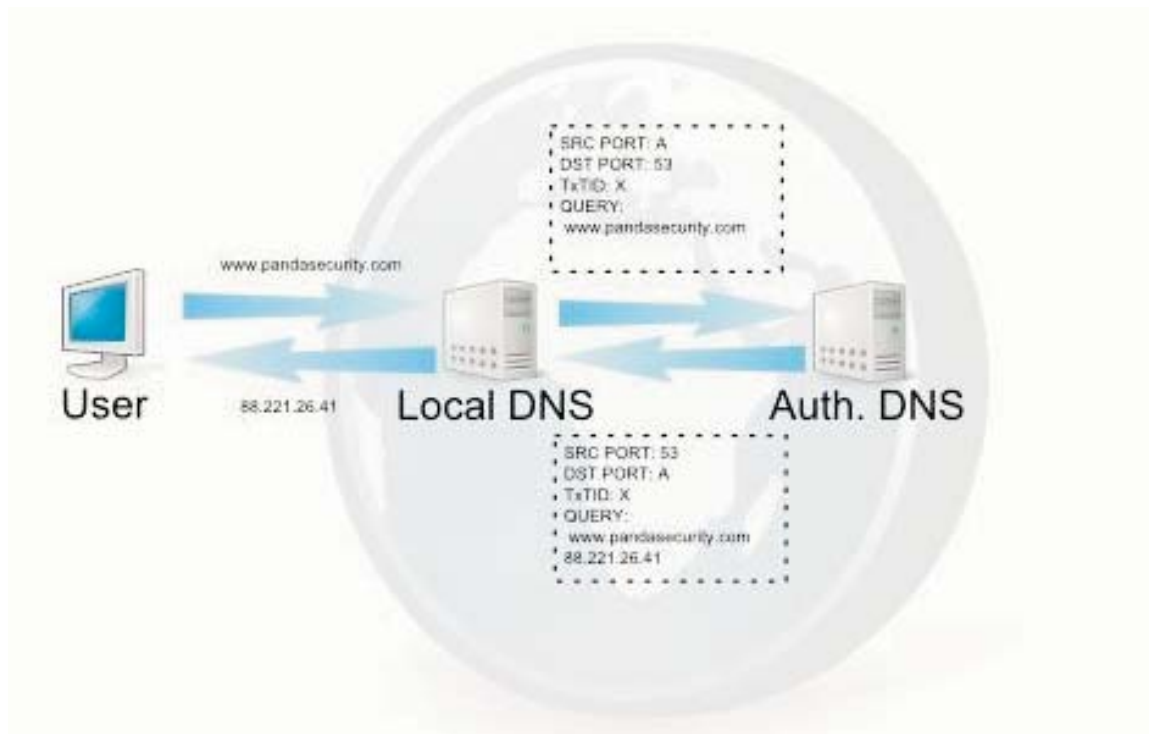 SRC PORT: A
DST PORT: 53
TxTID: X
QUERY:
www.pandasecurity.com
www.pandasecurity.com
User
88.221.26.41
Local DNS
Auth. DNS
SRC PORT: 53
DST PORT: A
TxTID: X
QUERY:
www.pandasecurity.com
88.221.26.41